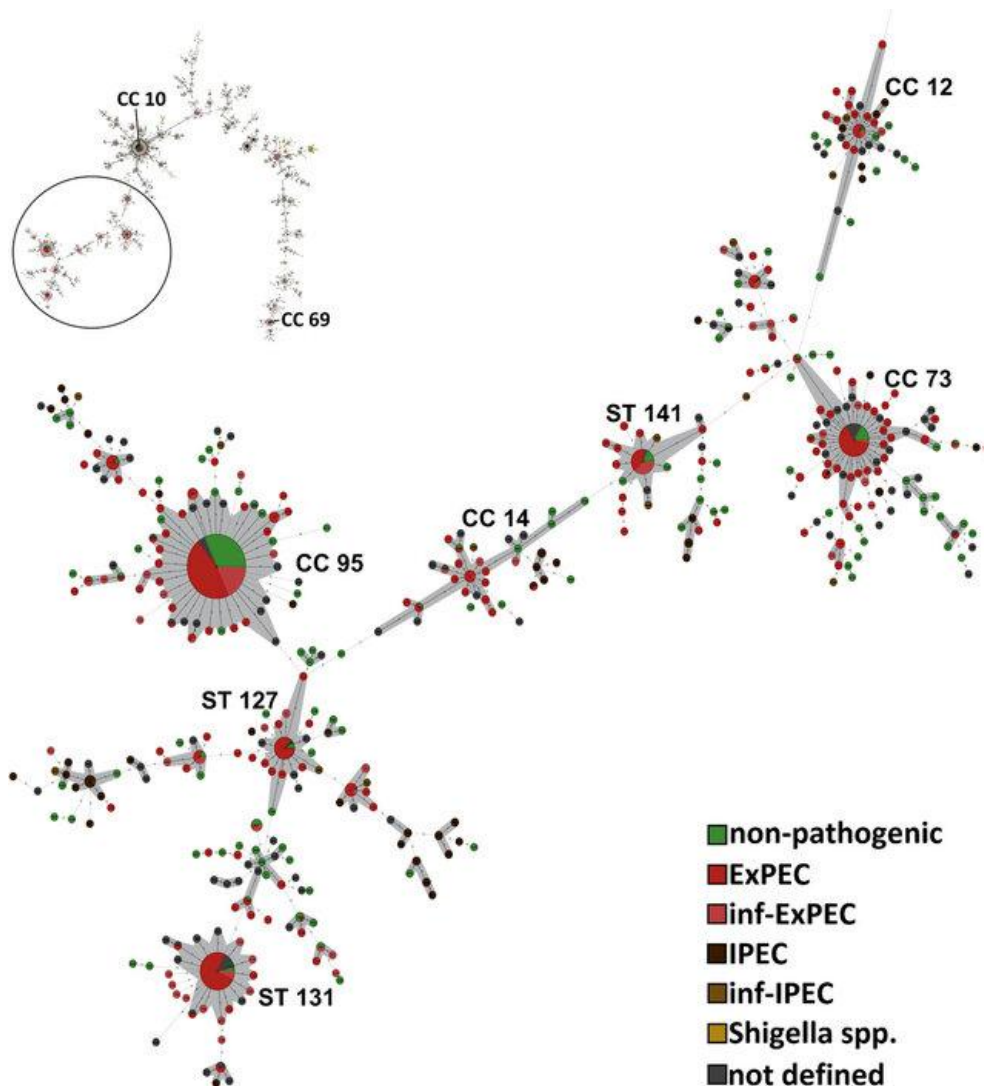 CC 10
CC 69
CC 12
CC 73
ST 141
CC 14
CC 95
ST 127
ST 131
non-pathogenic
ExPEC
inf-ExPEC
IPEC
inf-IPEC
Shigella spp.
not defined